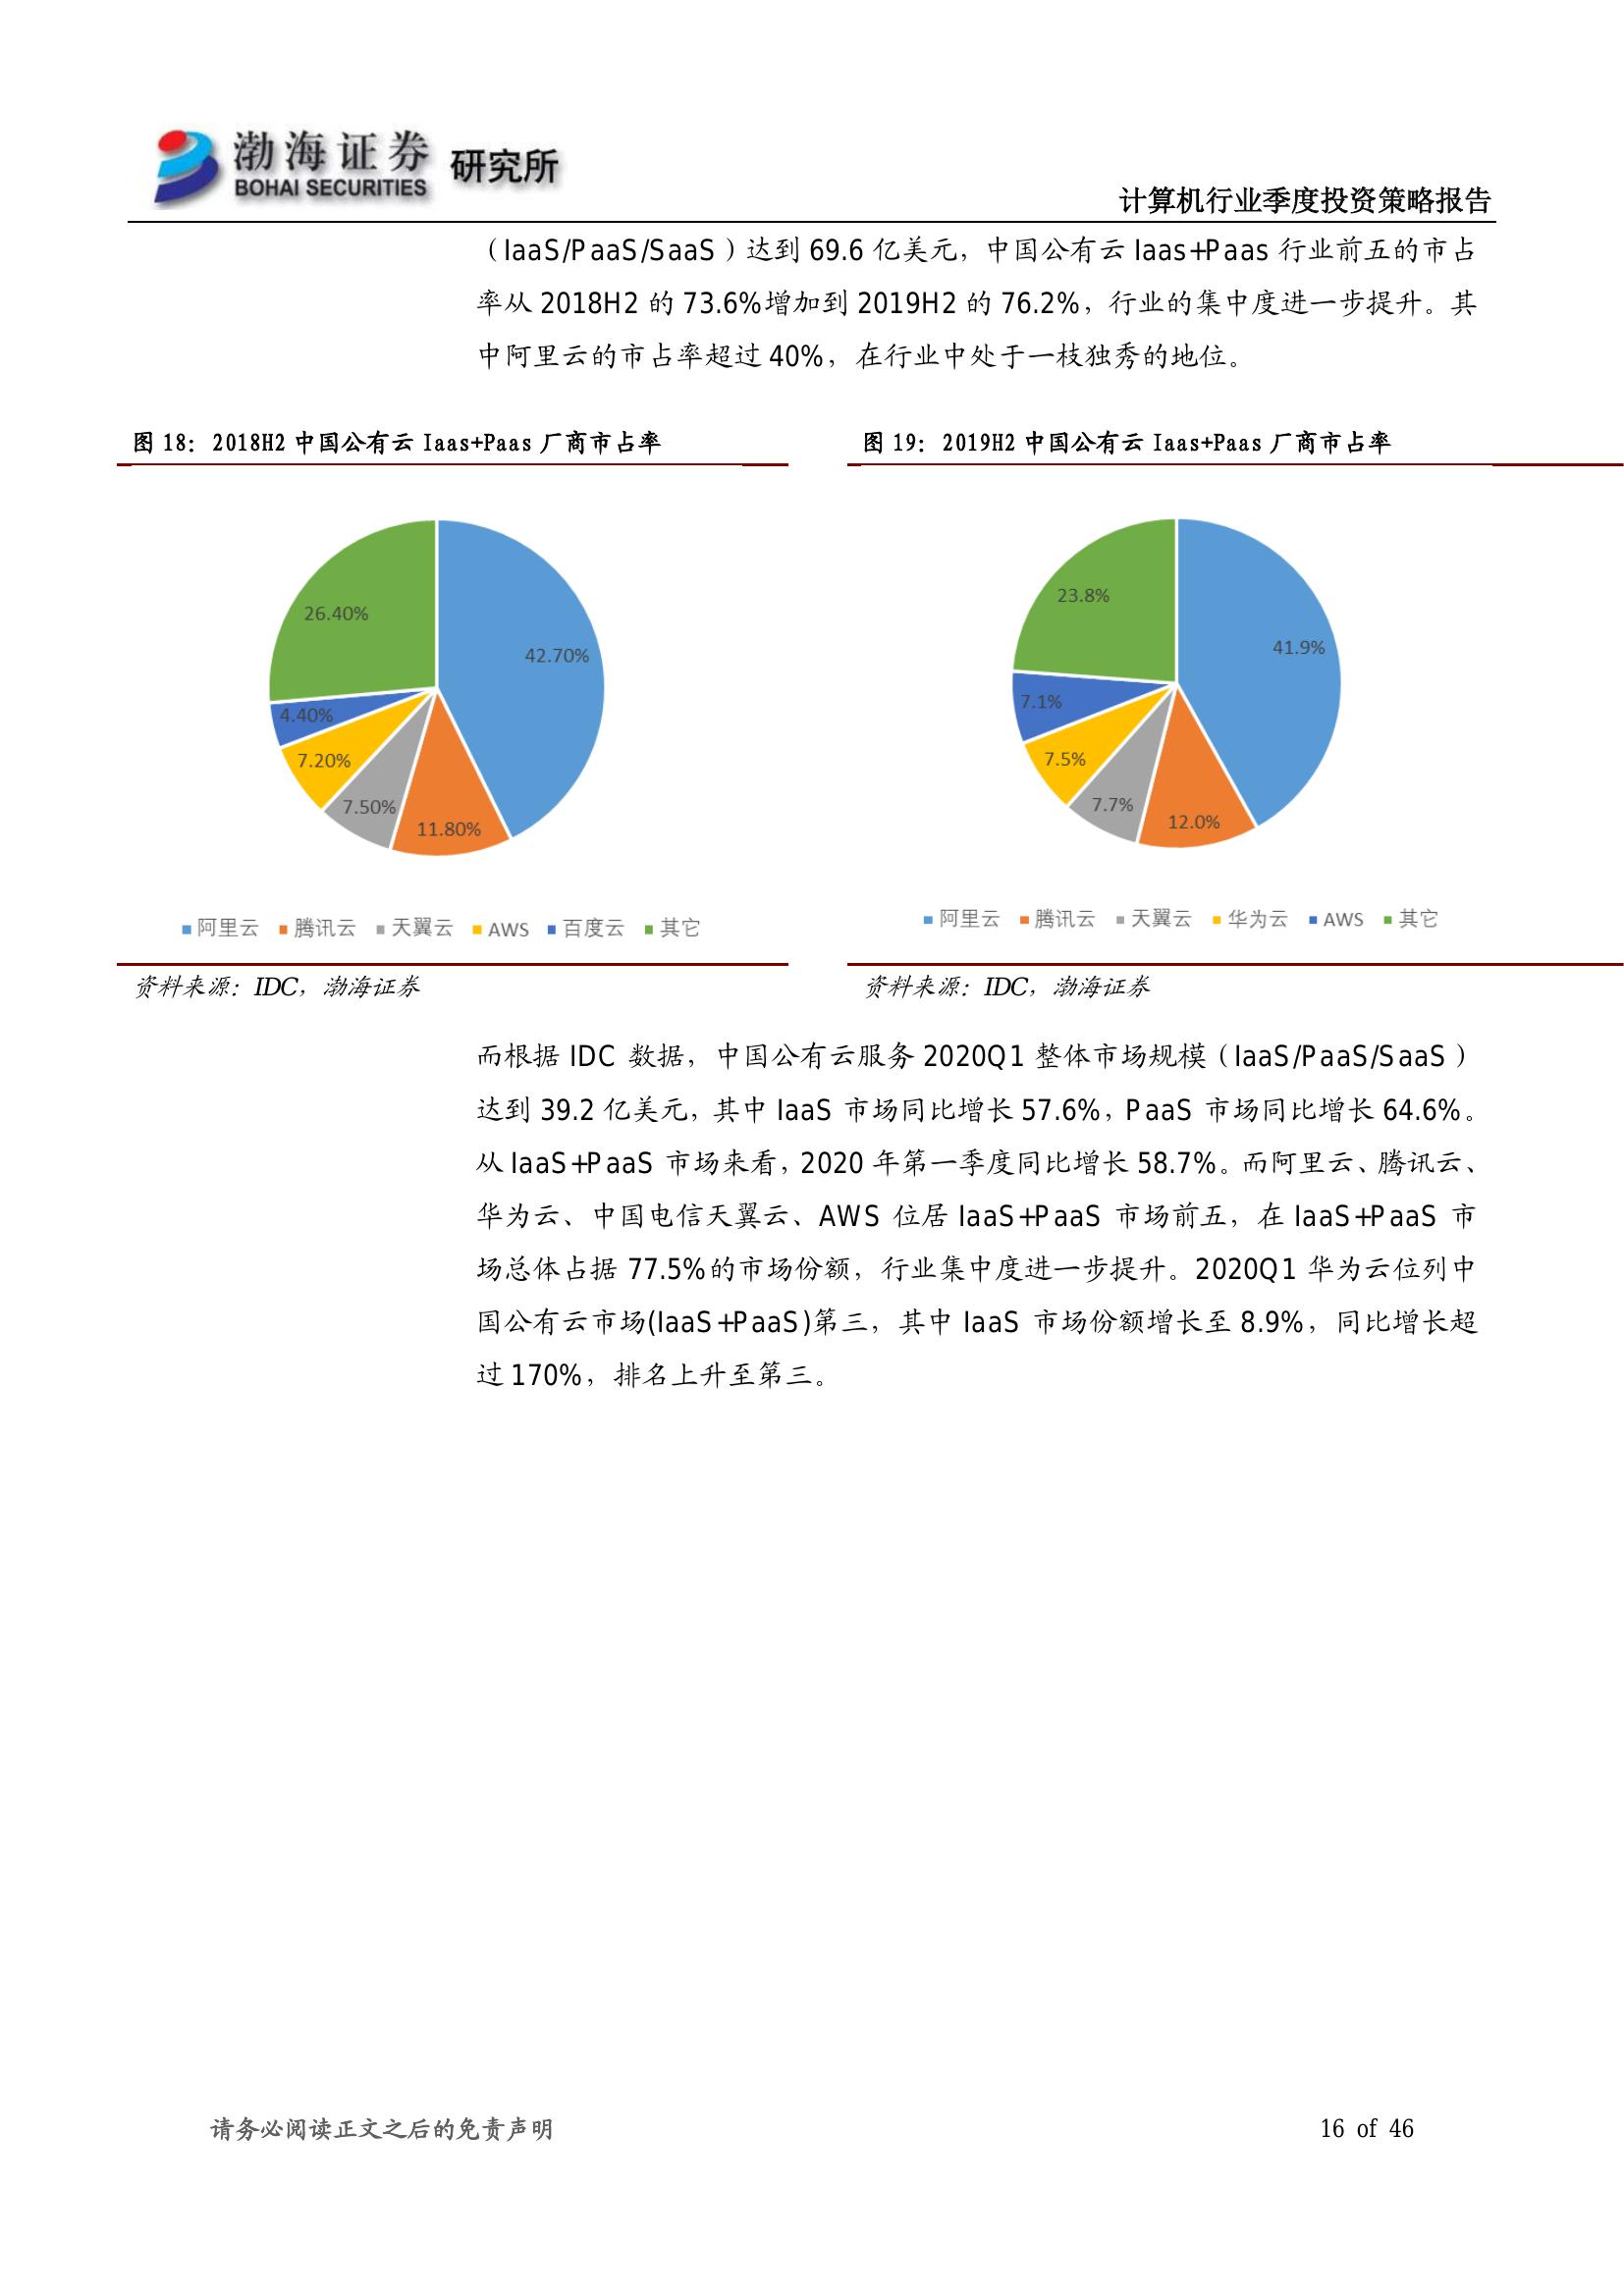 渤海证券 研究所
BOHAI SECURITIES
计算机行业季度投资策略报告
（IaaS/PaaS/SaaS）达到 69.6 亿美元，中国公有云 Iaas+Paas 行业前五的市占
率从 2018H2 的 73.6%增加到 2019H2 的 76.2%，行业的集中度进一步提升。其
中阿里云的市占率超过 40%，在行业中处于一枝独秀的地位。
图 18：2018H2 中国公有云 Iaas+Paas 厂商市占率
26.40%
42.70%
4.40%
7.20%
7.50%
11.80%
阿里云 腾讯云 天翼云 AWS 百度云 其它
资料来源：IDC，渤海证券
图 19：2019H2 中国公有云 Iaas+Paas 厂商市占率
23.8%
41.9%
7.1%
7.5%
7.7%
12.0%
阿里云 腾讯云 天翼云 华为云 AWS 其它
资料来源：IDC，渤海证券
而根据 IDC 数据，中国公有云服务 2020Q1 整体市场规模（IaaS/PaaS/SaaS）
达到 39.2 亿美元，其中 IaaS 市场同比增长 57.6%，PaaS 市场同比增长 64.6%。
从 IaaS+PaaS 市场来看，2020 年第一季度同比增长 58.7%。而阿里云、腾讯云、
华为云、中国电信天翼云、AWS 位居 IaaS+PaaS 市场前五，在 IaaS+PaaS 市
场总体占据 77.5%的市场份额，行业集中度进一步提升。2020Q1 华为云位列中
国公有云市场(IaaS+PaaS)第三，其中 IaaS 市场份额增长至 8.9%，同比增长超
过 170%，排名上升至第三。
请务必阅读正文之后的免责声明
16 of 46